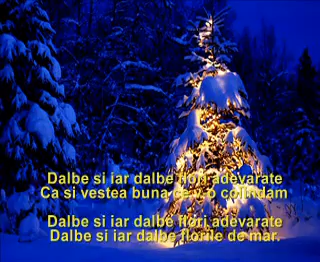 Dalbe si iar dalbe flori adevarate
Ca si vestea buna ce v-o colindam
Dalbe si iar dalbe flori adevarate
Dalbe si iar dalbe florile de mar.